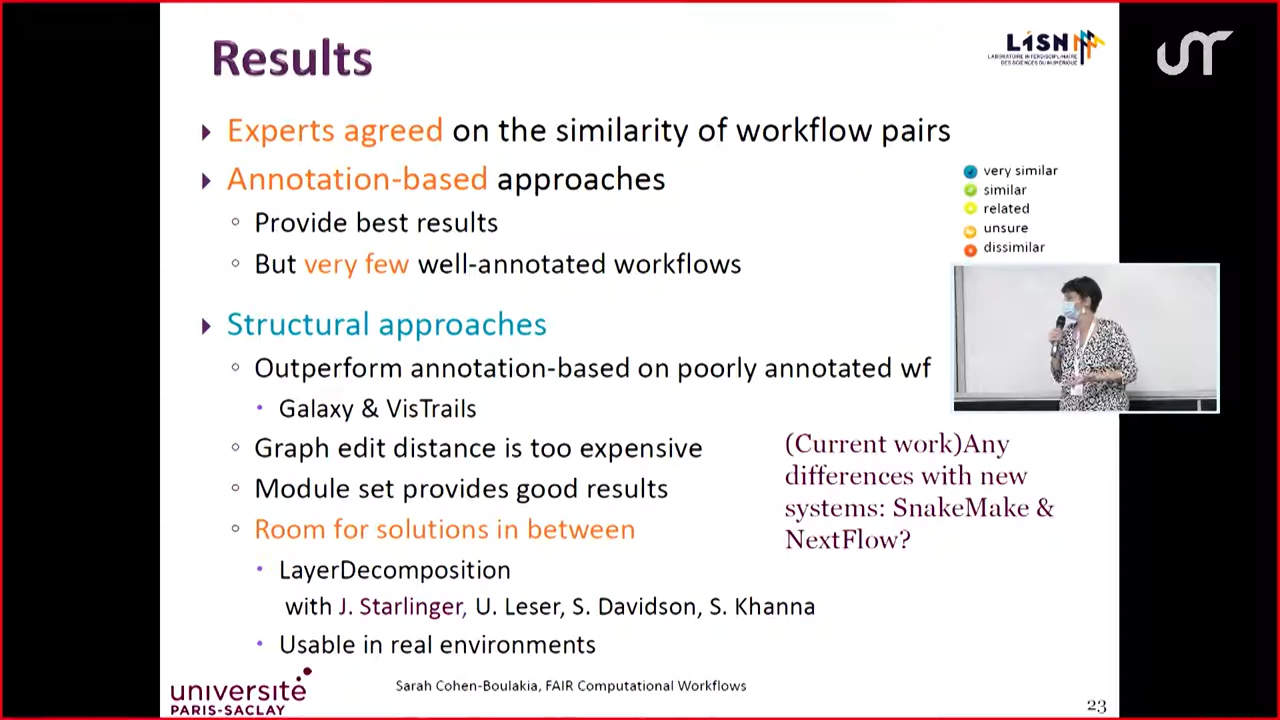 Results
LISN
LABORATOIRE INTERDISCIPLINAIRE
DES SCIENCES DU NUMÉRIQUE
Experts agreed on the similarity of workflow pairs
Annotation-based approaches
Provide best results
But very few well-annotated workflows
very similar
similar
related
unsure
dissimilar
Structural approaches
Outperform annotation-based on poorly annotated wf
Galaxy & VisTrails
Graph edit distance is too expensive
Module set provides good results
Room for solutions in between
LayerDecomposition
with J. Starlinger, U. Leser, S. Davidson, S. Khanna
Usable in real environments
(Current work)Any
differences with new
systems: SnakeMake &
NextFlow?
université
PARIS-SACLAY
Sarah Cohen-Boulakia, FAIR Computational Workflows
23